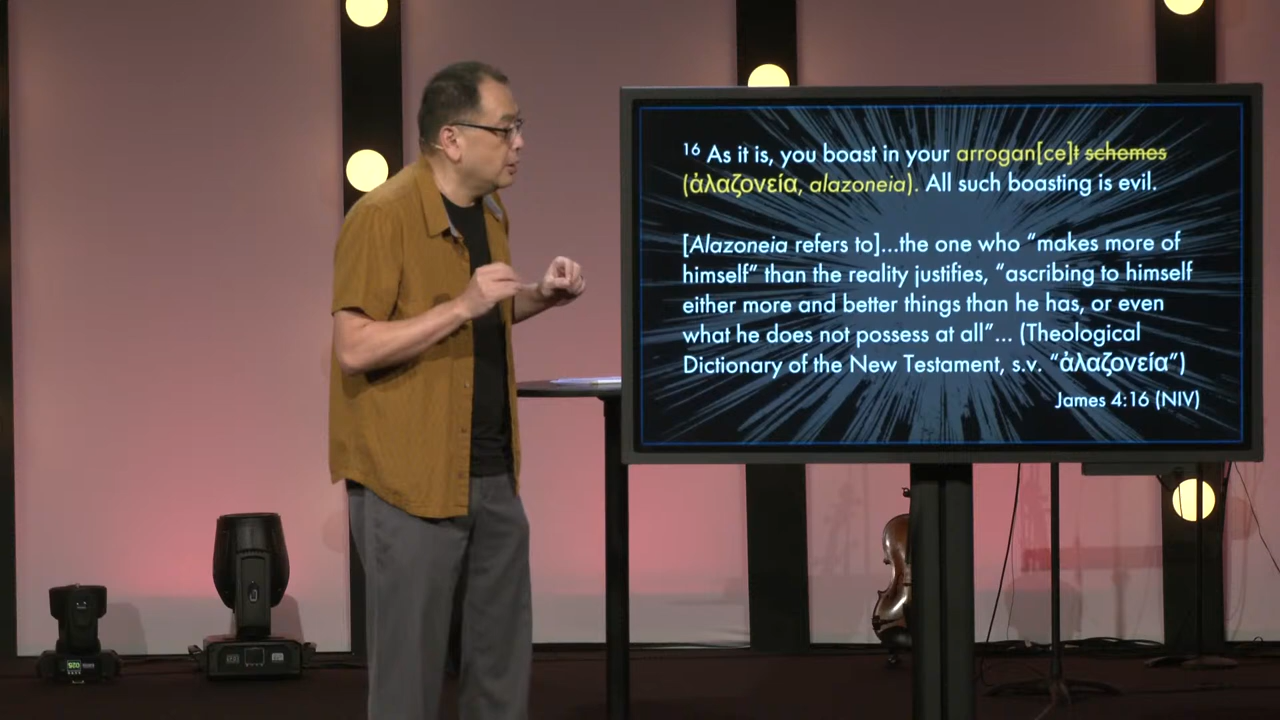 16 As it is, you boast in your arrogan[ce]t schemes
(ἀλαζονεία, alazoneia). All such boasting is evil.
[Alazoneia refers to]...the one who “makes more of
himself” than the reality justifies, “ascribing to himself
either more and better things than he has, or even
what he does not possess at all”... (Theological
Dictionary of the New Testament, s.v. “ἀλαζονεία”)
James 4:16 (NIV)